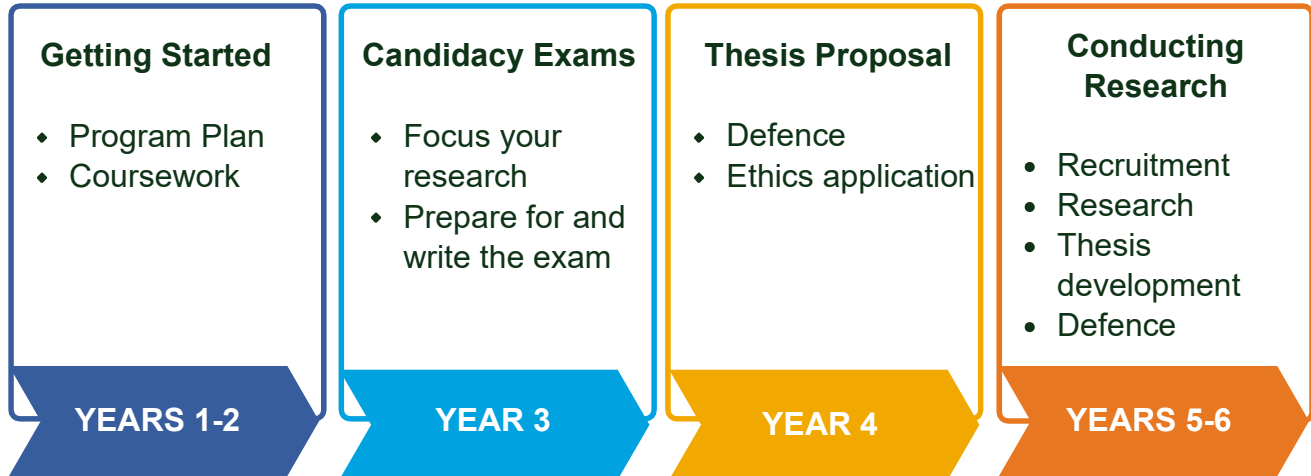 Getting Started
• Program Plan
• Coursework
YEARS 1-2
Candidacy Exams
• Focus your
research
• Prepare for and
write the exam
YEAR 3
Thesis Proposal
• Defence
• Ethics application
YEAR 4
Conducting
Research
• Recruitment
• Research
• Thesis
development
• Defence
YEARS 5-6